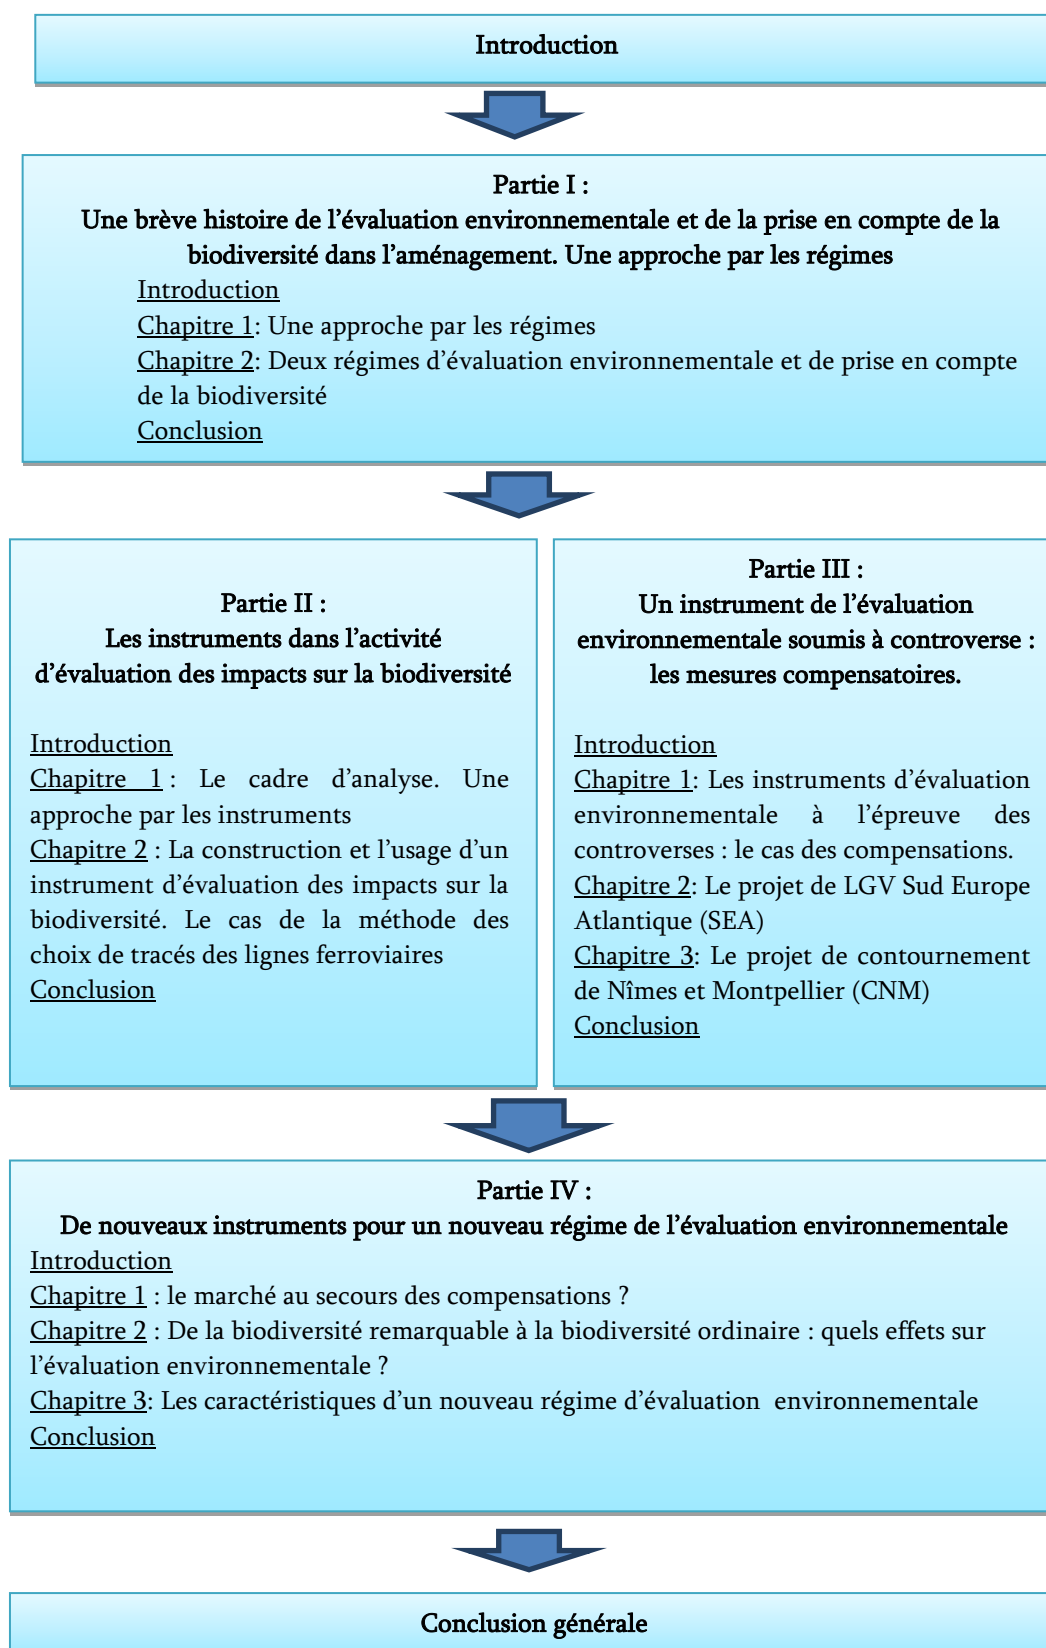 Introduction
Partie I :
Une brève histoire de l’évaluation environnementale et de la prise en compte de la
biodiversité dans l’aménagement. Une approche par les régimes
Introduction
Chapitre 1: Une approche par les régimes
Chapitre 2: Deux régimes d’évaluation environnementale et de prise en compte
de la biodiversité
Conclusion
Partie II :
Les instruments dans l’activité
d’évaluation des impacts sur la biodiversité
Introduction
Chapitre 1 : Le cadre d’analyse. Une
approche par les instruments
Chapitre 2 : La construction et l’usage d’un
instrument d’évaluation des impacts sur la
biodiversité. Le cas de la méthode des
choix de tracés des lignes ferroviaires
Conclusion
Partie III :
Un instrument de l’évaluation
environnementale soumis à controverse :
les mesures compensatoires.
Introduction
Chapitre 1: Les instruments d’évaluation
environnementale à l’épreuve des
controverses : le cas des compensations.
Chapitre 2: Le projet de LGV Sud Europe
Atlantique (SEA)
Chapitre 3: Le projet de contournement
de Nîmes et Montpellier (CNM)
Conclusion
Partie IV :
De nouveaux instruments pour un nouveau régime de l’évaluation environnementale
Introduction
Chapitre 1 : le marché au secours des compensations ?
Chapitre 2 : De la biodiversité remarquable à la biodiversité ordinaire : quels effets sur
l’évaluation environnementale ?
Chapitre 3: Les caractéristiques d’un nouveau régime d’évaluation environnementale
Conclusion
Conclusion générale